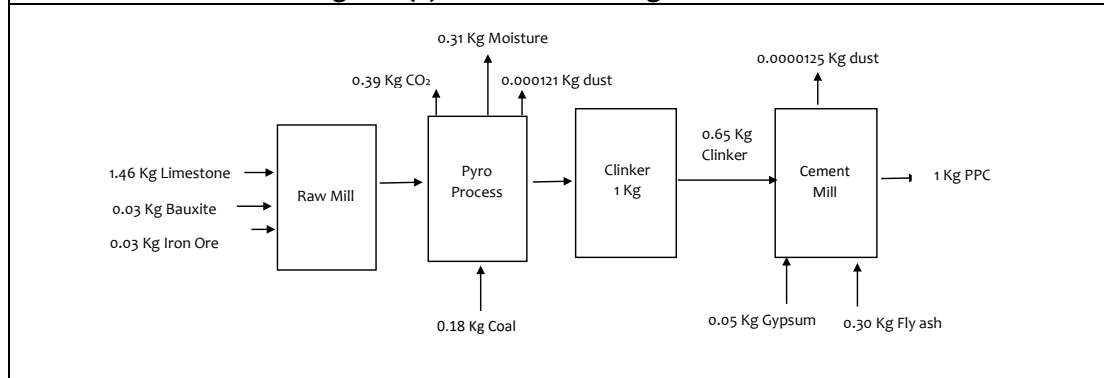 0.31 Kg Moisture
0.39 Kg CO₂
0.000121 Kg dust
0.0000125 Kg dust
1.46 Kg Limestone
0.03 Kg Bauxite
0.03 Kg Iron Ore
Raw Mill
Pyro
Process
Clinker
1 Kg
0.65 Kg
Clinker
Cement
Mill
1 Kg PPC
0.18 Kg Coal
0.05 Kg Gypsum
0.30 Kg Fly ash